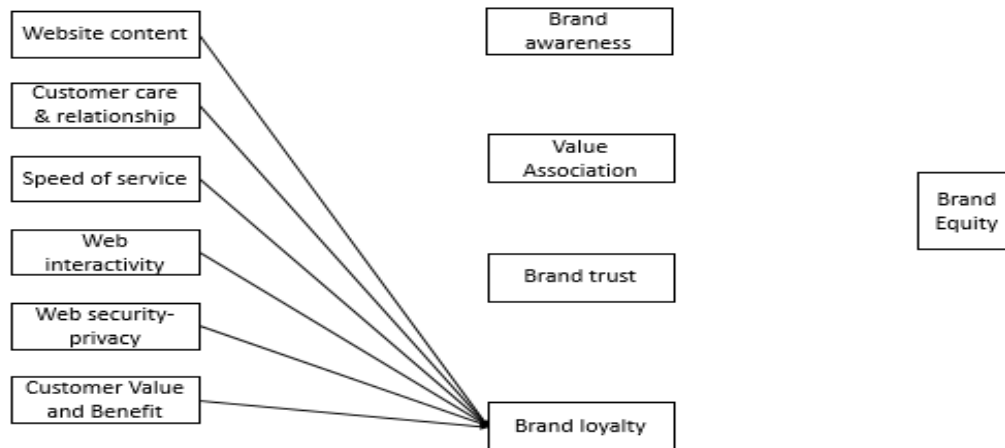 Website content
Customer care
& relationship
Speed of service
Web
interactivity
Web security-
privacy
Customer Value
and Benefit
Brand
awareness
Value
Association
Brand trust
Brand loyalty
Brand
Equity